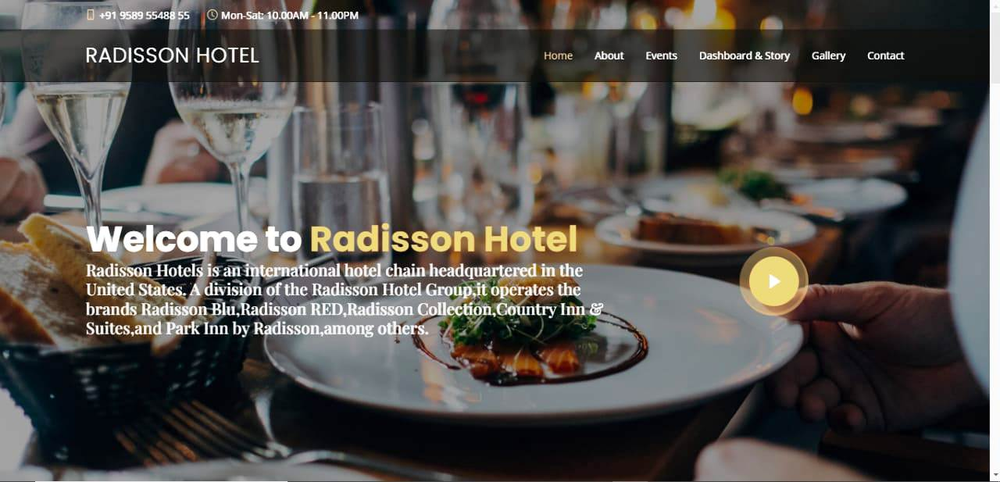 +91 9589 55488 55 Mon-Sat: 10.00AM - 11.00PM
RADISSON HOTEL Home About Events Dashboard & Story Gallery Contact
Welcome to Radisson Hotel
Radisson Hotels is an international hotel chain headquartered in the
United States. A division of the Radisson Hotel Group,it operates the
brands Radisson Blu,Radisson RED,Radisson Collection,Country Inn &
Suites,and Park Inn by Radisson,among others.